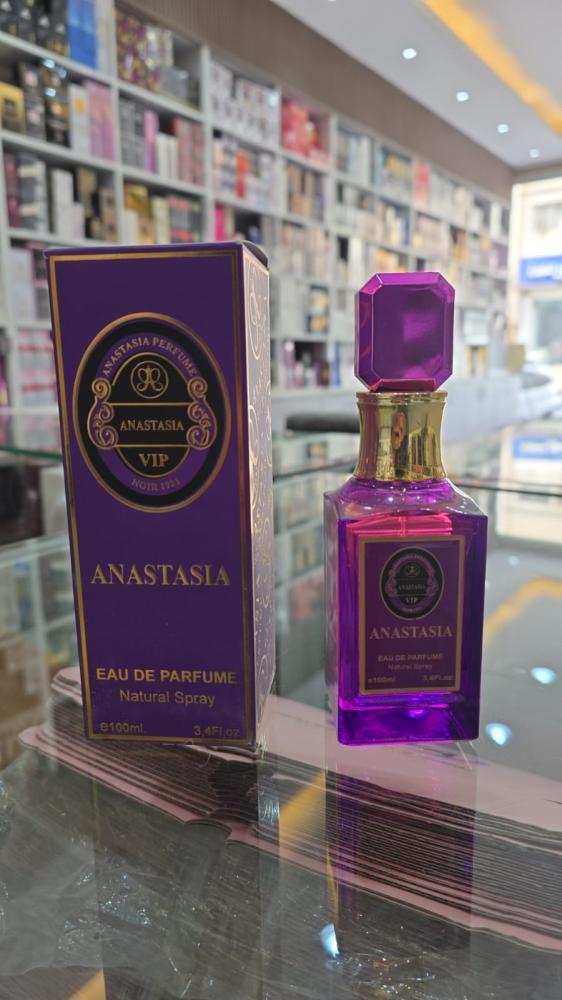 ANASTASIA PERFUME
ANASTASIA
VIP
NOIR 1921
ANASTASIA
EAU DE PARFUME
Natural Spray
e100ml.
3,4Fl.oz
ANASTASIA
VIP
ANASTASIA
EAU DE PARFUME
Natural Spray
e100ml
3,4Fl.oz